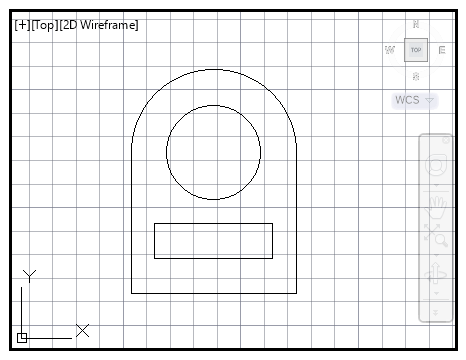 [+][Top][2D Wireframe]
N
W TOP E
S
WCS
Y
X